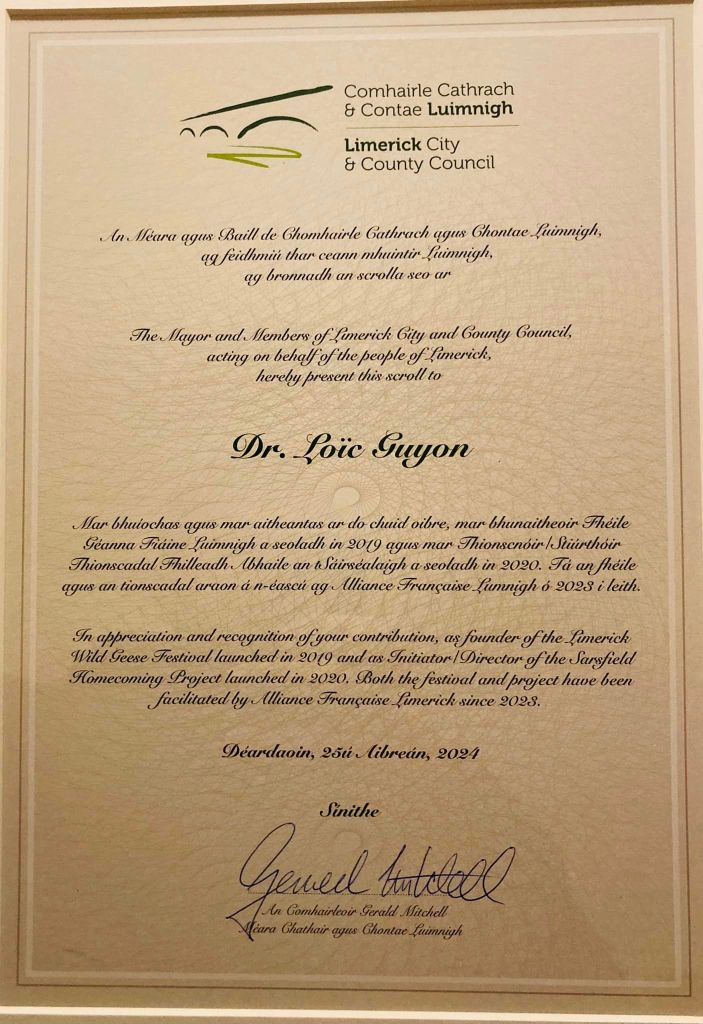 Comhairle Cathrach
& Contae Luimnigh
Limerick City
& County Council
An Méara agus Baill de Chomhairle Cathrach agus Chontae Luimnigh,
ag feidhmiú thar ceann mhuintir Luimnigh,
ag bronnadh an scrolla seo ar
The Mayor and Members of Limerick City and County Council,
acting on behalf of the people of Limerick,
hereby present this scroll to
Dr. Loïc Guyon
Mar bhuíochas agus mar aitheantas ar do chuid oibre, mar bhunaitheoir Fhéile
Géanna Fiáine Luimnigh a seoladh in 2019 agus mar Thionscnóir/Stiúrthóir
Thionscadal Fhilleadh Abhaile an tSáirséalaigh a seoladh in 2020. Tá an fhéile
agus an tionscadal araon á n-éascú ag Alliance Française Lumnigh ó 2023 i leith.
In appreciation and recognition of your contribution, as founder of the Limerick
Wild Geese Festival launched in 2019 and as Initiator/Director of the Sarsfield
Homecoming Project launched in 2020. Both the festival and project have been
facilitated by Alliance Française Limerick since 2023.
Déardaoin, 25ú Aibreán, 2024
Sínithe
Gerald Mitchell
An Comhairleoir Gerald Mitchell
Méara Chathair agus Chontae Luimnigh